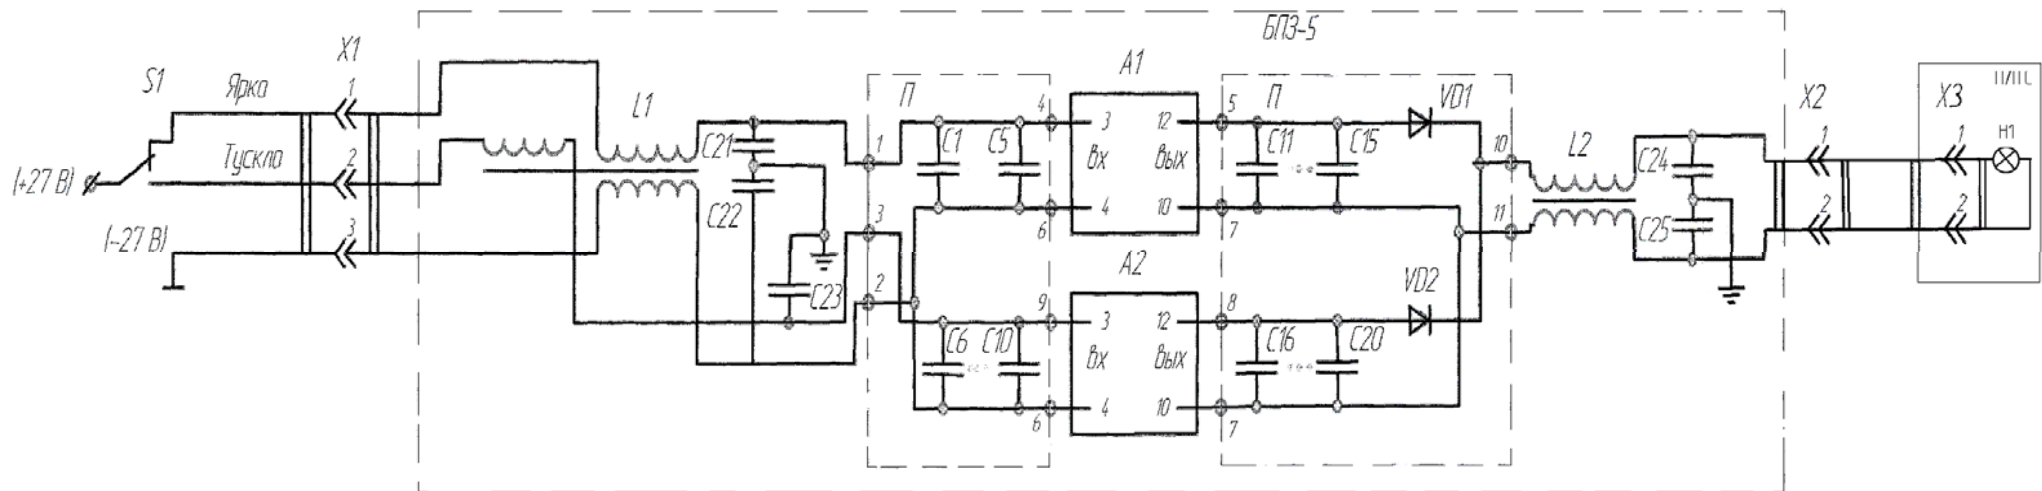 БПЗ-5
S1
Ярко
Тускло
(+27 В)
(-27 В)
X1
1
2
3
L1
C21
C22
C23
П
1
3
2
C1
C5
4
6
C6
C10
9
6
A1
3
Вх
4
12
Вых
10
A2
3
Вх
4
12
Вых
10
П
5
7
C11
C15
VD1
8
7
C16
C20
VD2
10
11
L2
C24
C25
X2
1
2
X3
1
2
H1